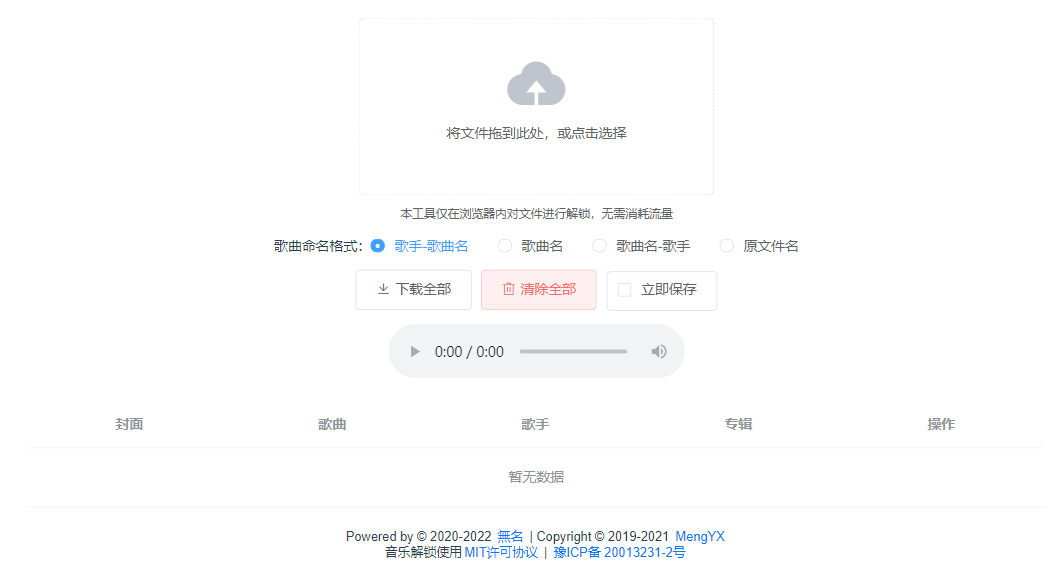 将文件拖到此处，或点击选择
本工具仅在浏览器内对文件进行解锁，无需消耗流量
歌曲命名格式： 歌手-歌曲名 歌曲名 歌曲名-歌手 原文件名
下载全部 清除全部 立即保存
0:00 / 0:00
封面 歌曲 歌手 专辑 操作
暂无数据
Powered by © 2020-2022 無名 | Copyright © 2019-2021 MengYX
音乐解锁使用 MIT许可协议 | 豫ICP备 20013231-2号